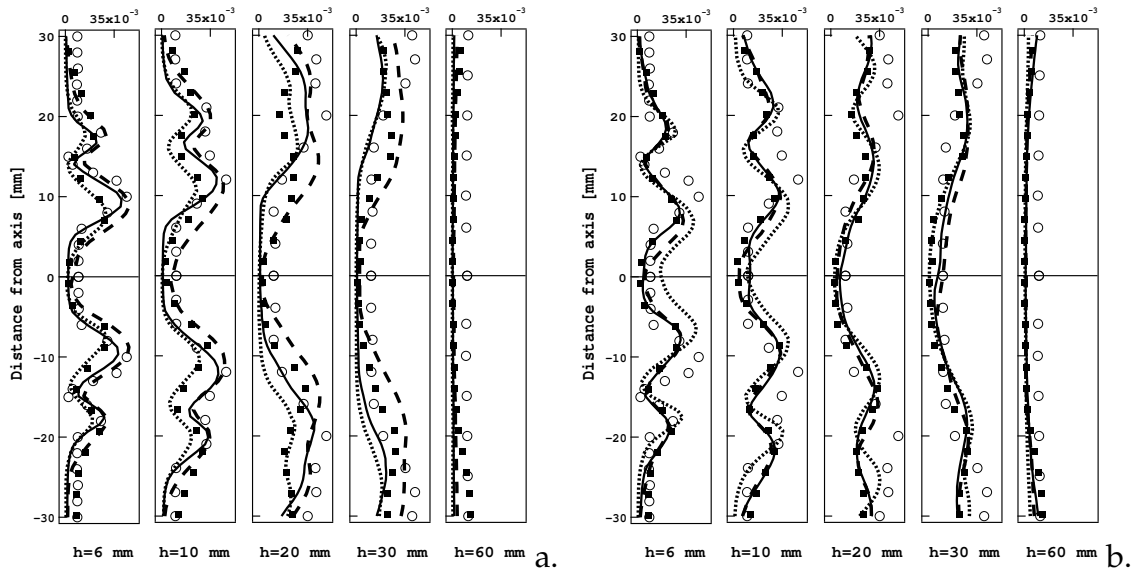 0 35x10⁻³ 0 35x10⁻³ 0 35x10⁻³ 0 35x10⁻³ 0 35x10⁻³ 0 35x10⁻³ 0 35x10⁻³ 0 35x10⁻³ 0 35x10⁻³ 0 35x10⁻³
30 30
20 20
10 10
0 0
-10 -10
-20 -20
-30 -30
Distance from axis [mm]
Distance from axis [mm]
h=6 mm h=10 mm h=20 mm h=30 mm h=60 mm a.
h=6 mm h=10 mm h=20 mm h=30 mm h=60 mm b.